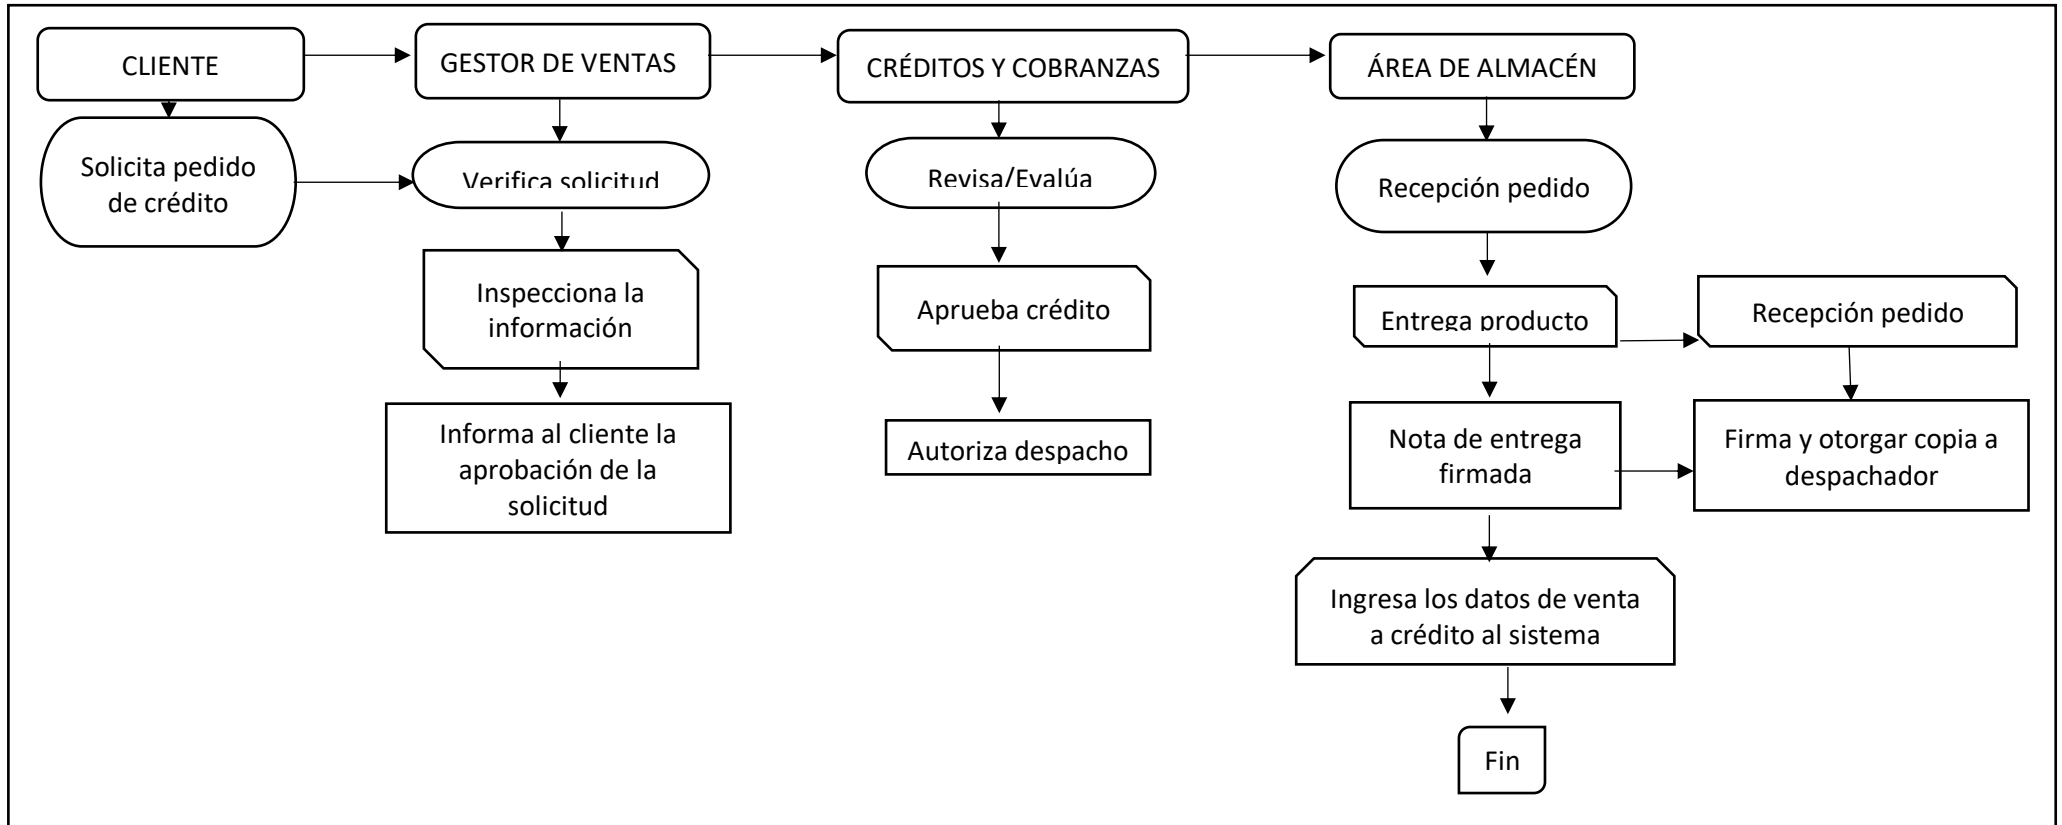 CLIENTE
GESTOR DE VENTAS
CRÉDITOS Y COBRANZAS
ÁREA DE ALMACÉN
Solicita pedido
de crédito
Verifica solicitud
Revisa/Evalúa
Recepción pedido
Inspecciona la
información
Aprueba crédito
Entrega producto
Recepción pedido
Informa al cliente la
aprobación de la
solicitud
Autoriza despacho
Nota de entrega
firmada
Firma y otorgar copia a
despachador
Ingresa los datos de venta
a crédito al sistema
Fin